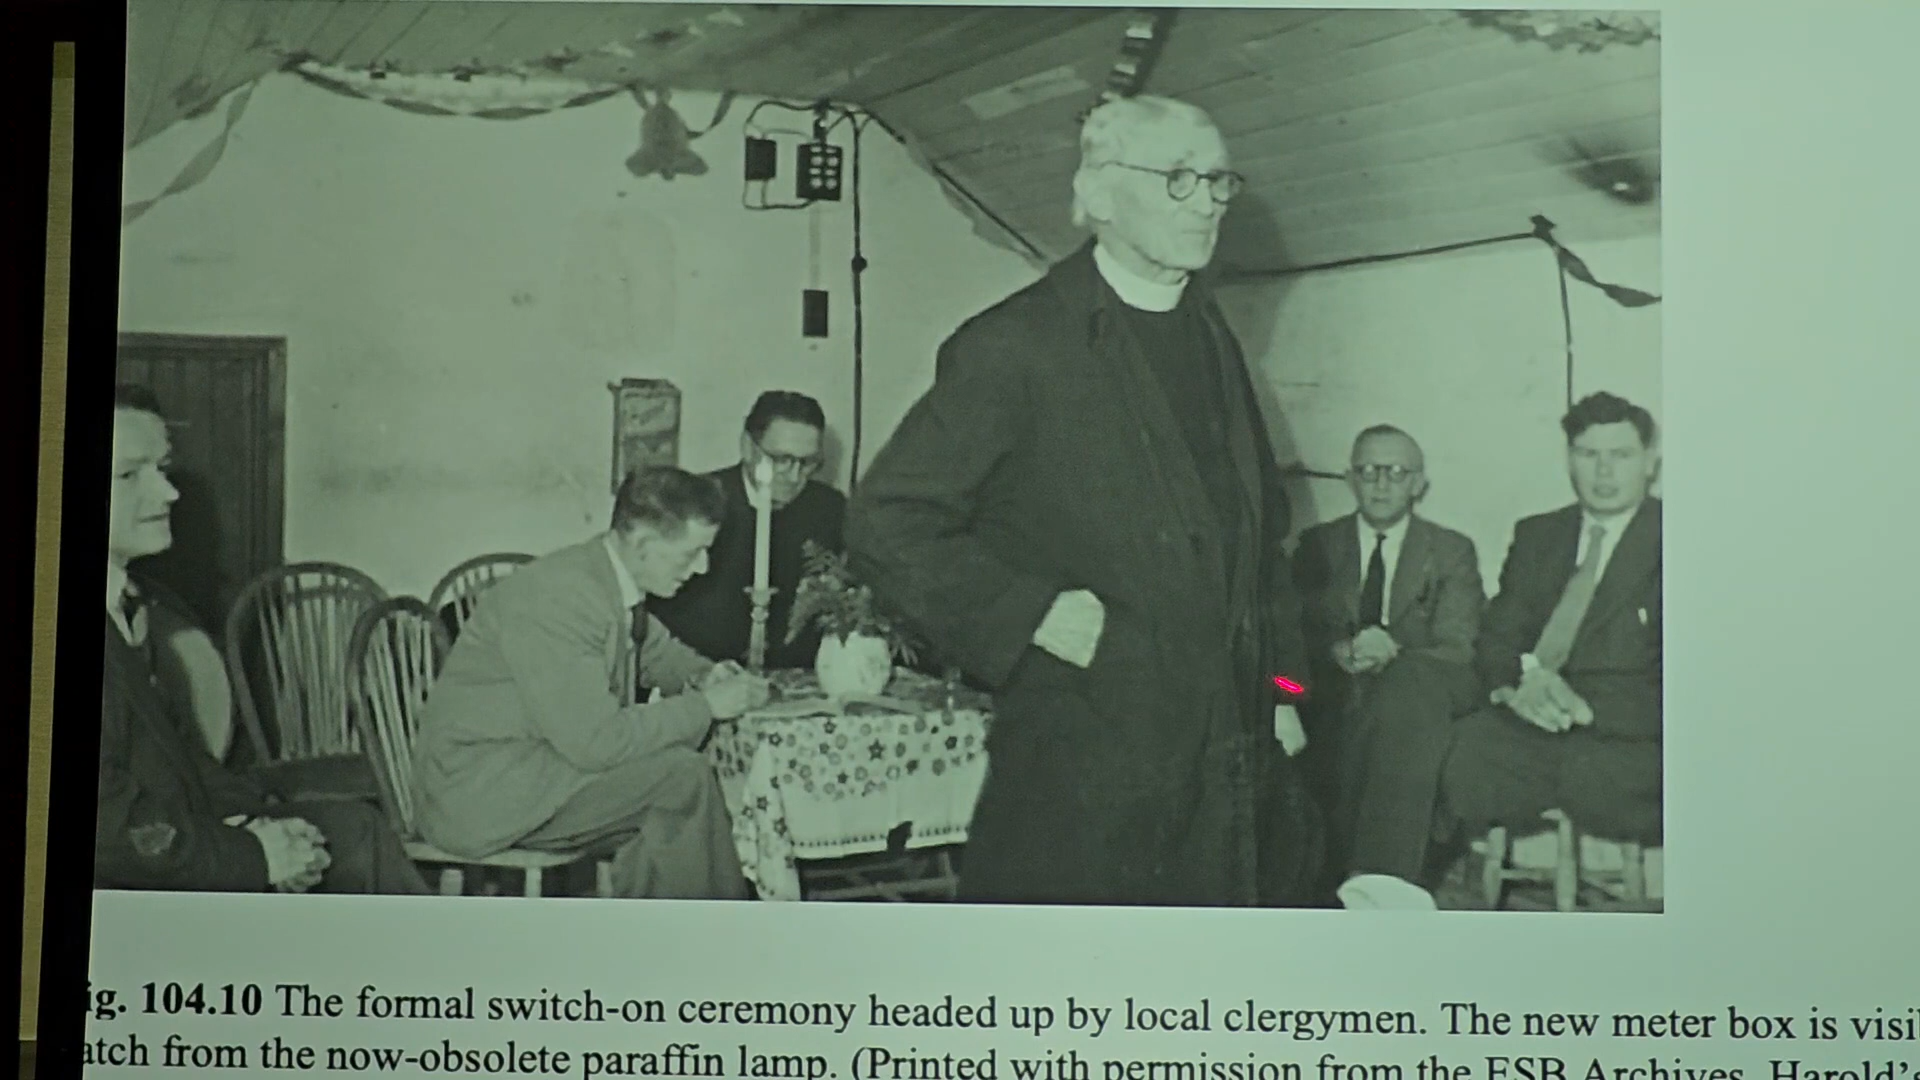 ig. 104.10 The formal switch-on ceremony headed up by local clergymen. The new meter box is
atch from the now-obsolete paraffin lamp. (Printed with permission from the ESB Archives, Harold's